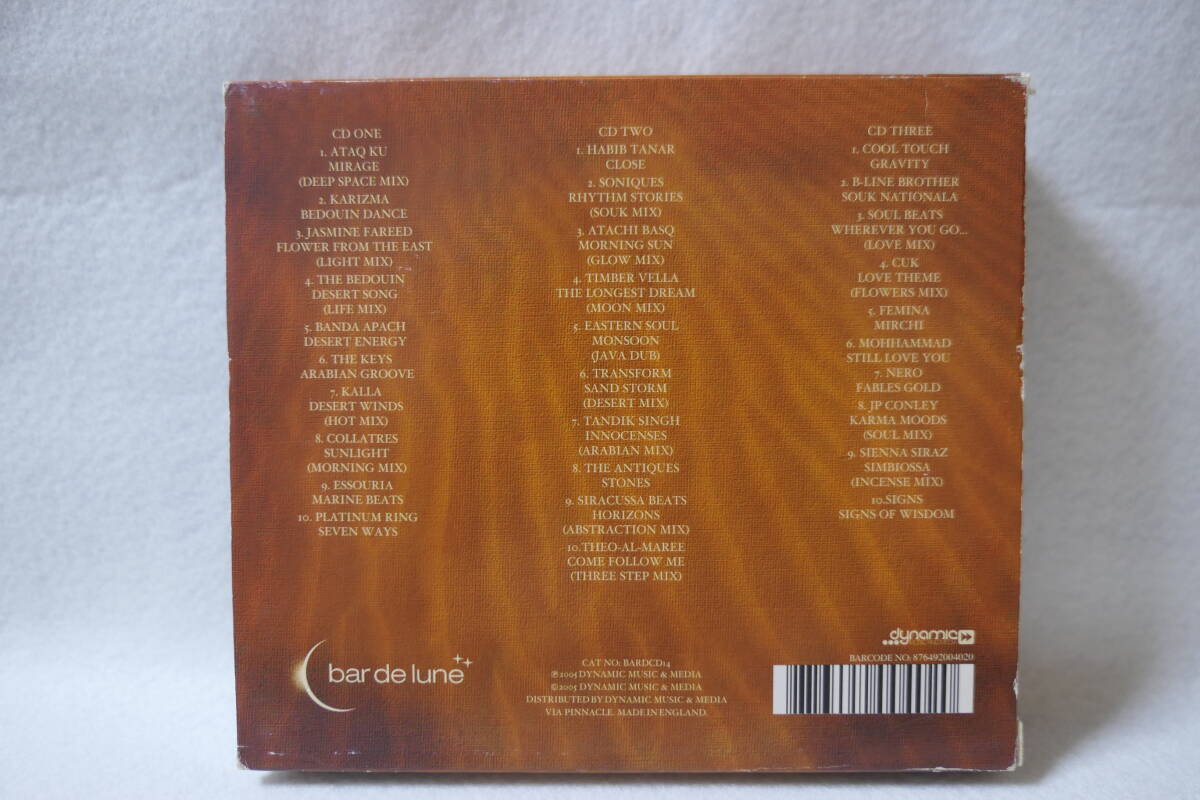 CD ONE
1. ATAQ KU
MIRAGE
(DEEP SPACE MIX)
2. KARIZMA
BEDOUIN DANCE
3. JASMINE FAREED
FLOWER FROM THE EAST
(LIGHT MIX)
4. THE BEDOUIN
DESERT SONG
(LIFE MIX)
5. BANDA APACH
DESERT ENERGY
6. THE KEYS
ARABIAN GROOVE
7. KALLA
DESERT WINDS
(HOT MIX)
8. COLLATRES
SUNLIGHT
(MORNING MIX)
9. ESSOURIA
MARINE BEATS
10. PLATINUM RING
SEVEN WAYS
CD TWO
1. HABIB TANAR
CLOSE
2. SONIQUES
RHYTHM STORIES
(SOUK MIX)
3. ATACHI BASQ
MORNING SUN
(GLOW MIX)
4. TIMBER VELLA
THE LONGEST DREAM
(MOON MIX)
5. EASTERN SOUL
MONSOON
(JAVA DUB)
6. TRANSFORM
SAND STORM
(DESERT MIX)
7. TANDIK SINGH
INNOCENSES
(ARABIAN MIX)
8. THE ANTIQUES
STONES
9. SIRACUSSA BEATS
HORIZONS
(ABSTRACTION MIX)
10. THEO-AL-MAREE
COME FOLLOW ME
(THREE STEP MIX)
CD THREE
1. COOL TOUCH
GRAVITY
2. B-LINE BROTHER
SOUK NATIONALA
3. SOUL BEATS
WHEREVER YOU GO...
(LOVE MIX)
4. CUK
LOVE THEME
(FLOWERS MIX)
5. FEMINA
MIRCHI
6. MOHHAMMAD
STILL LOVE YOU
7. NERO
FABLES GOLD
8. JP CONLEY
KARMA MOODS
(SOUL MIX)
9. SIENNA SIRAZ
SIMBIOSSA
(INCENSE MIX)
10.SIGNS
SIGNS OF WISDOM
bar de lune
CAT NO: BARDCD14
℗2005 DYNAMIC MUSIC & MEDIA
©2005 DYNAMIC MUSIC & MEDIA
DISTRIBUTED BY DYNAMIC MUSIC & MEDIA
VIA PINNACLE. MADE IN ENGLAND.
...dynamic
BARCODE NO: 876492004020